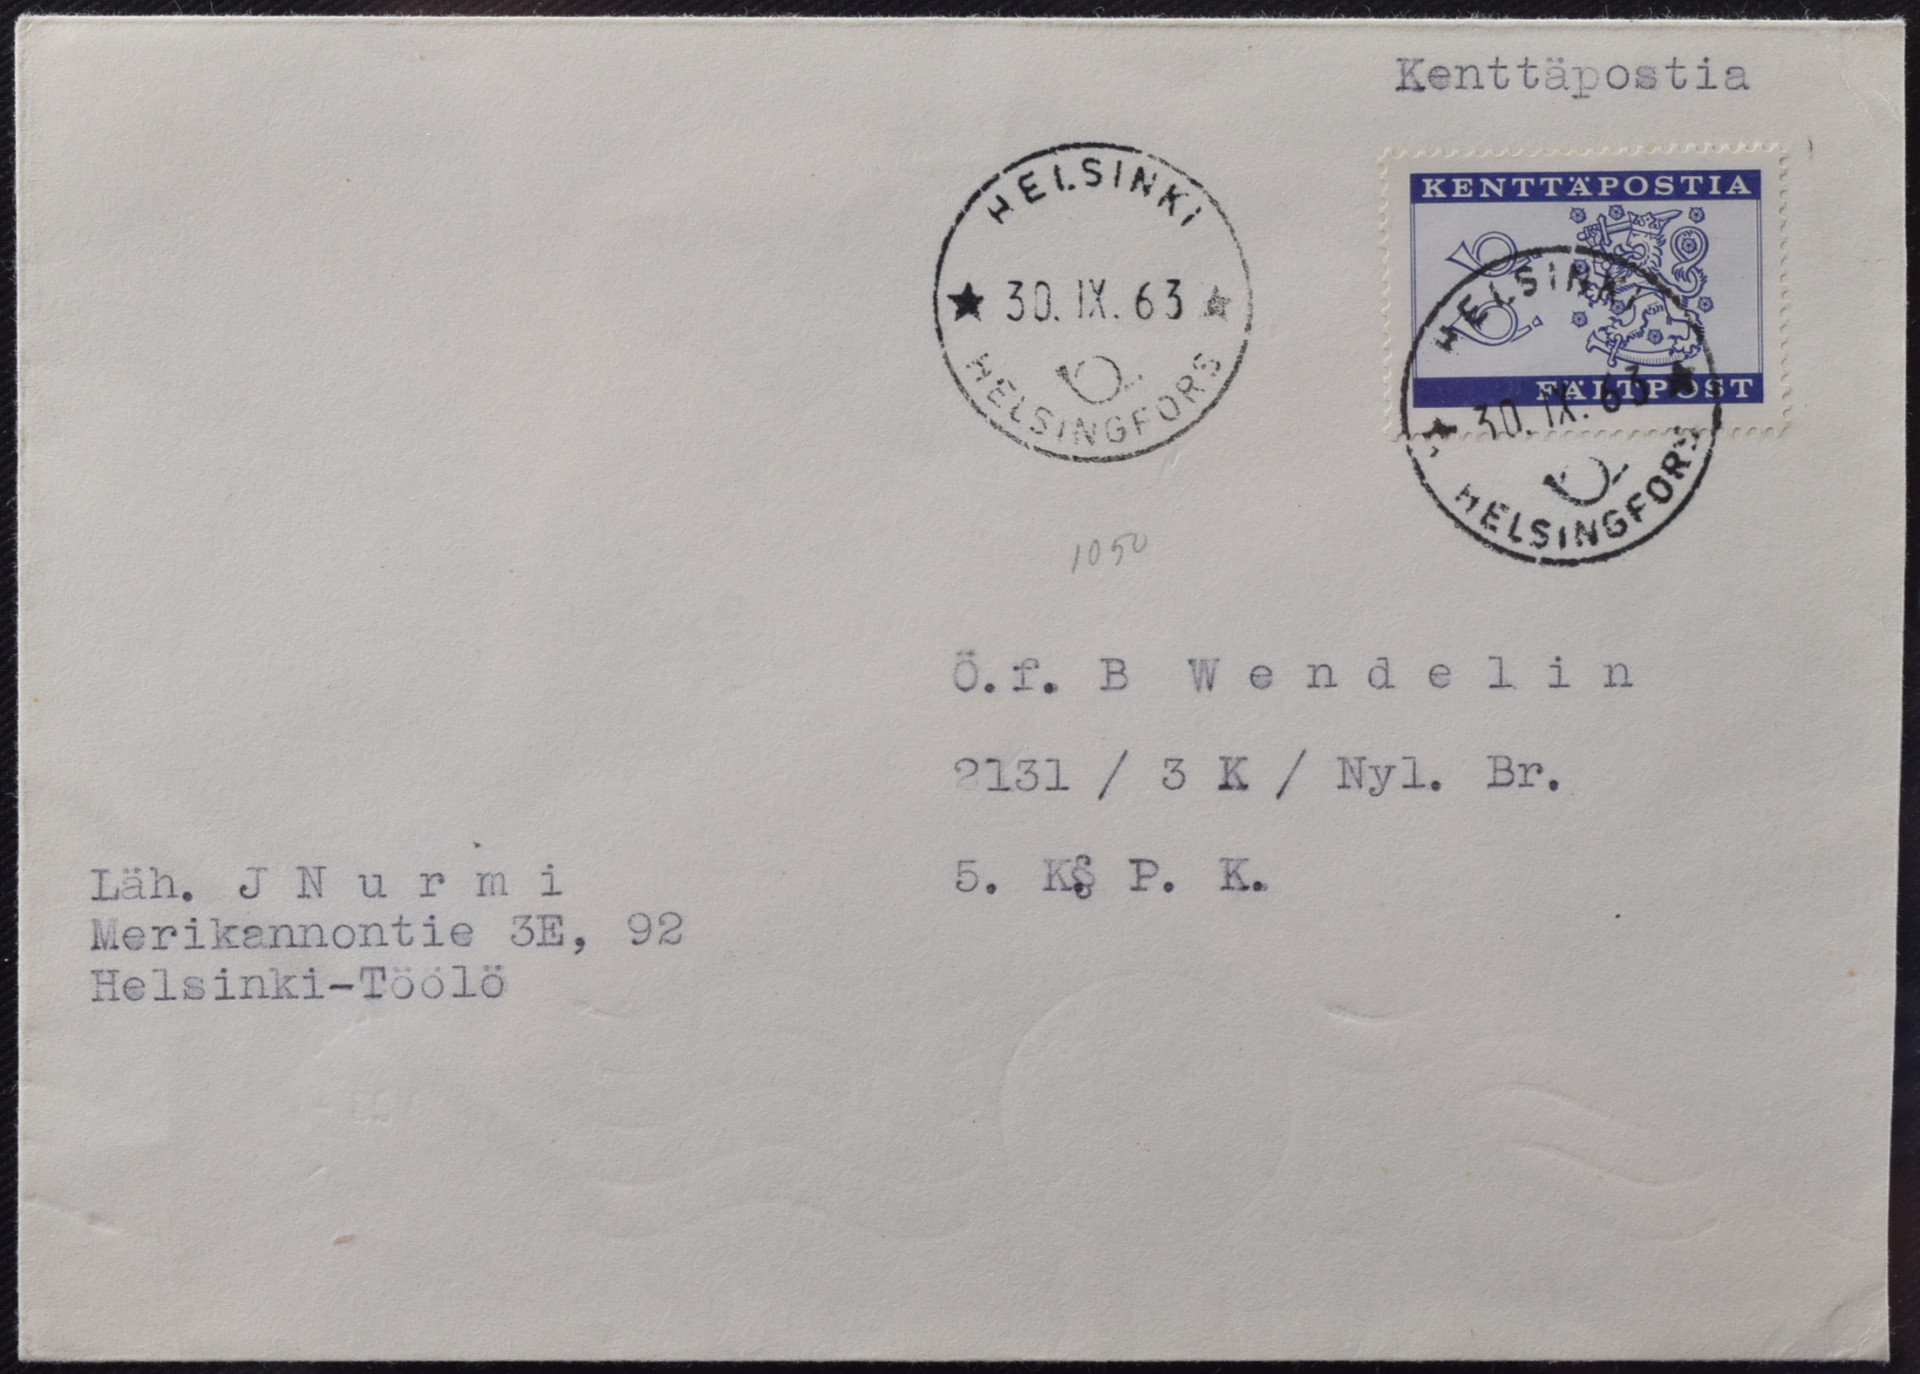 Kenttäpostia
KENTTÄPOSTIA
FÄLTPOST
HELSINKI
30. IX. 63
HELSINGFORS
HELSINKI
30. IX. 63
HELSINGFORS
1050
Ö.f. B Wendelin
2131 / 3 K / Nyl. Br.
5. K§ P. K.
Läh. J Nurmi
Merikannontie 3E, 92
Helsinki-Töölö